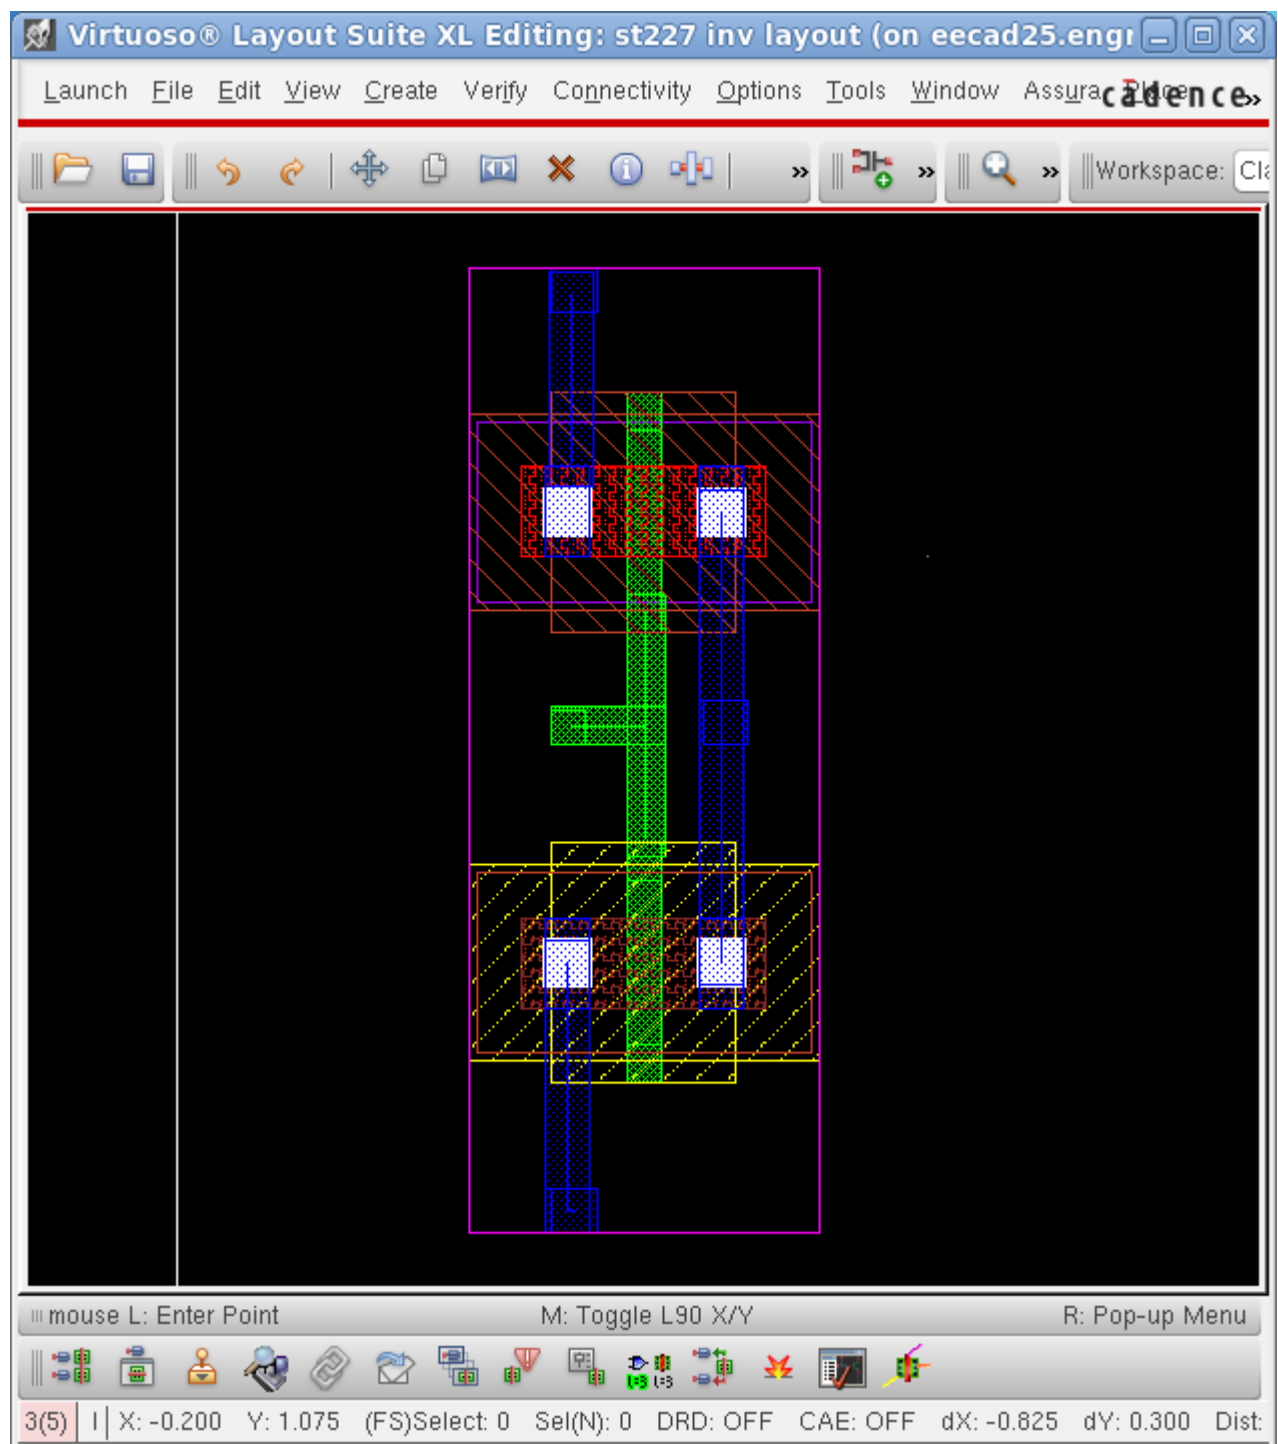 Virtuoso® Layout Suite XL Editing: st227 inv layout (on eecad25.engr
Launch File Edit View Create Verify Connectivity Options Tools Window Assura cādence »
» » » Workspace: Cla
mouse L: Enter Point M: Toggle L90 X/Y R: Pop-up Menu
3(5) X: -0.200 Y: 1.075 (FS)Select: 0 Sel(N): 0 DRD: OFF CAE: OFF dX: -0.825 dY: 0.300 Dist: